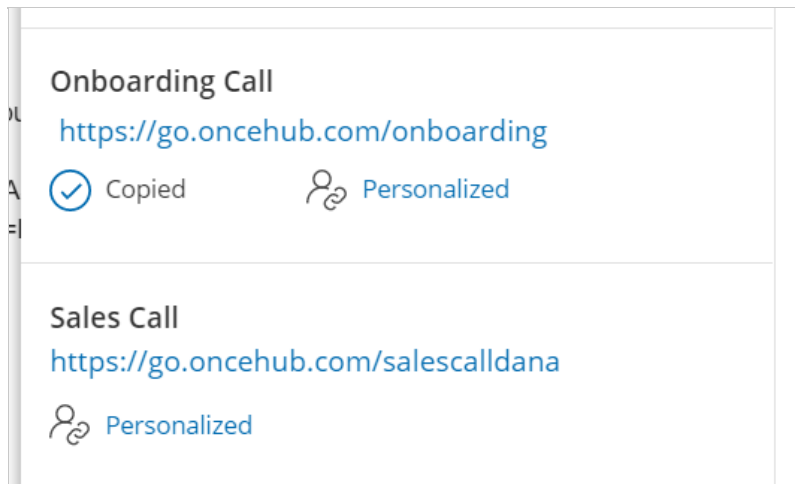 Onboarding Call
https://go.oncehub.com/onboarding
Copied Personalized
Sales Call
https://go.oncehub.com/salescalldana
Personalized